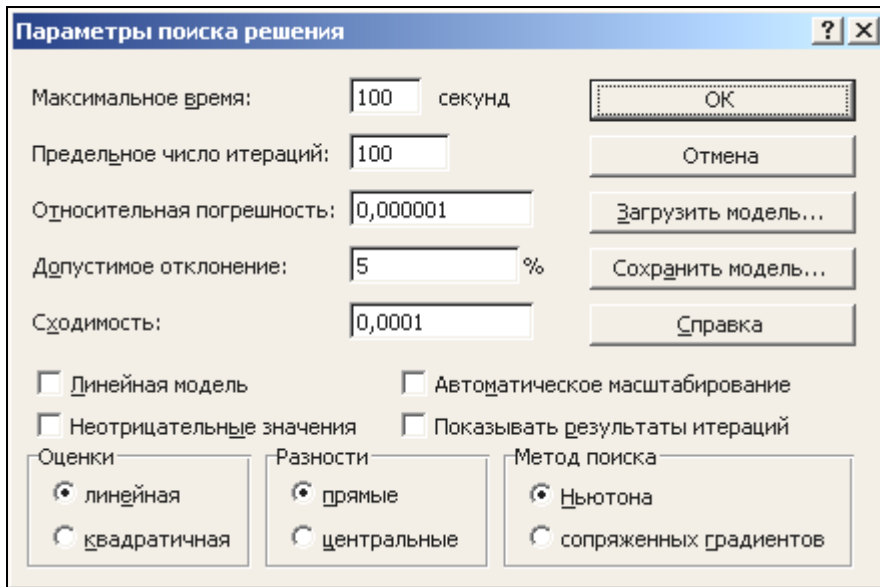 Параметры поиска решения
Максимальное время: 100 секунд ОК
Предельное число итераций: 100 Отмена
Относительная погрешность: 0,000001 Загрузить модель...
Допустимое отклонение: 5 % Сохранить модель...
Сходимость: 0,0001 Справка
Линейная модель Автоматическое масштабирование
Неотрицательные значения Показывать результаты итераций
Оценки Разности Метод поиска
линейная прямые Ньютона
квадратичная центральные сопряженных градиентов